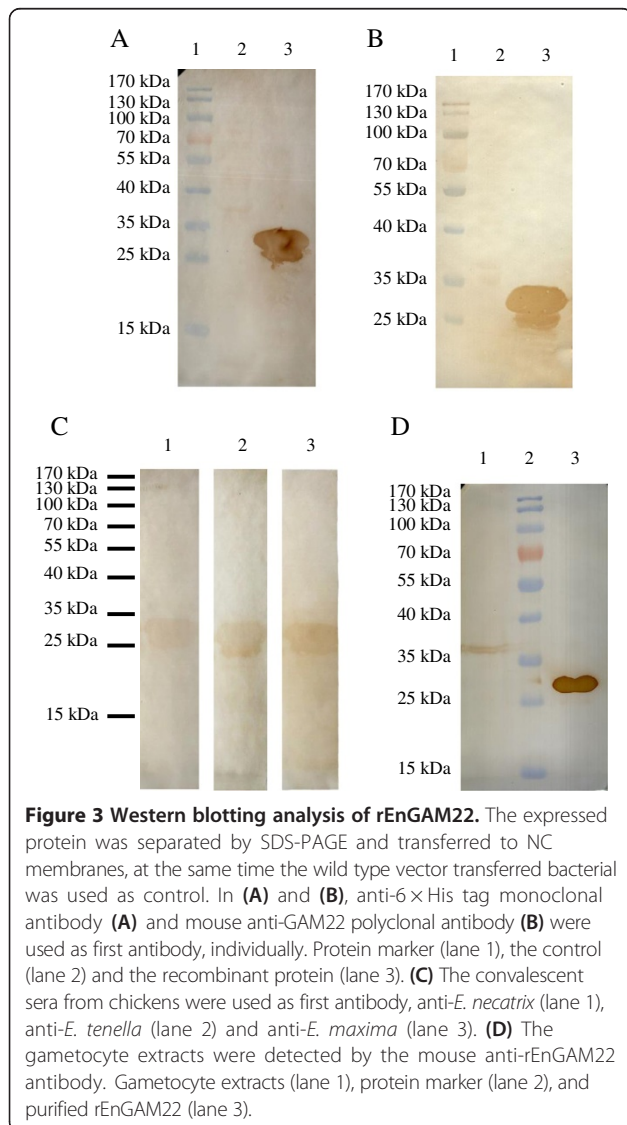 A
B
1 2 3
1 2 3
170 kDa
130 kDa
100 kDa
70 kDa
55 kDa
40 kDa
35 kDa
25 kDa
15 kDa
170 kDa
130 kDa
100 kDa
70 kDa
55 kDa
40 kDa
35 kDa
25 kDa
C
D
1 2 3
1 2 3
170 kDa
130 kDa
100 kDa
70 kDa
55 kDa
40 kDa
35 kDa
25 kDa
15 kDa
170 kDa
130 kDa
100 kDa
70 kDa
55 kDa
40 kDa
35 kDa
25 kDa
15 kDa
Figure 3 Western blotting analysis of rEnGAM22. The expressed
protein was separated by SDS-PAGE and transferred to NC
membranes, at the same time the wild type vector transferred bacterial
was used as control. In (A) and (B), anti-6 × His tag monoclonal
antibody (A) and mouse anti-GAM22 polyclonal antibody (B) were
used as first antibody, individually. Protein marker (lane 1), the control
(lane 2) and the recombinant protein (lane 3). (C) The convalescent
sera from chickens were used as first antibody, anti-E. necatrix (lane 1),
anti-E. tenella (lane 2) and anti-E. maxima (lane 3). (D) The
gametocyte extracts were detected by the mouse anti-rEnGAM22
antibody. Gametocyte extracts (lane 1), protein marker (lane 2), and
purified rEnGAM22 (lane 3).